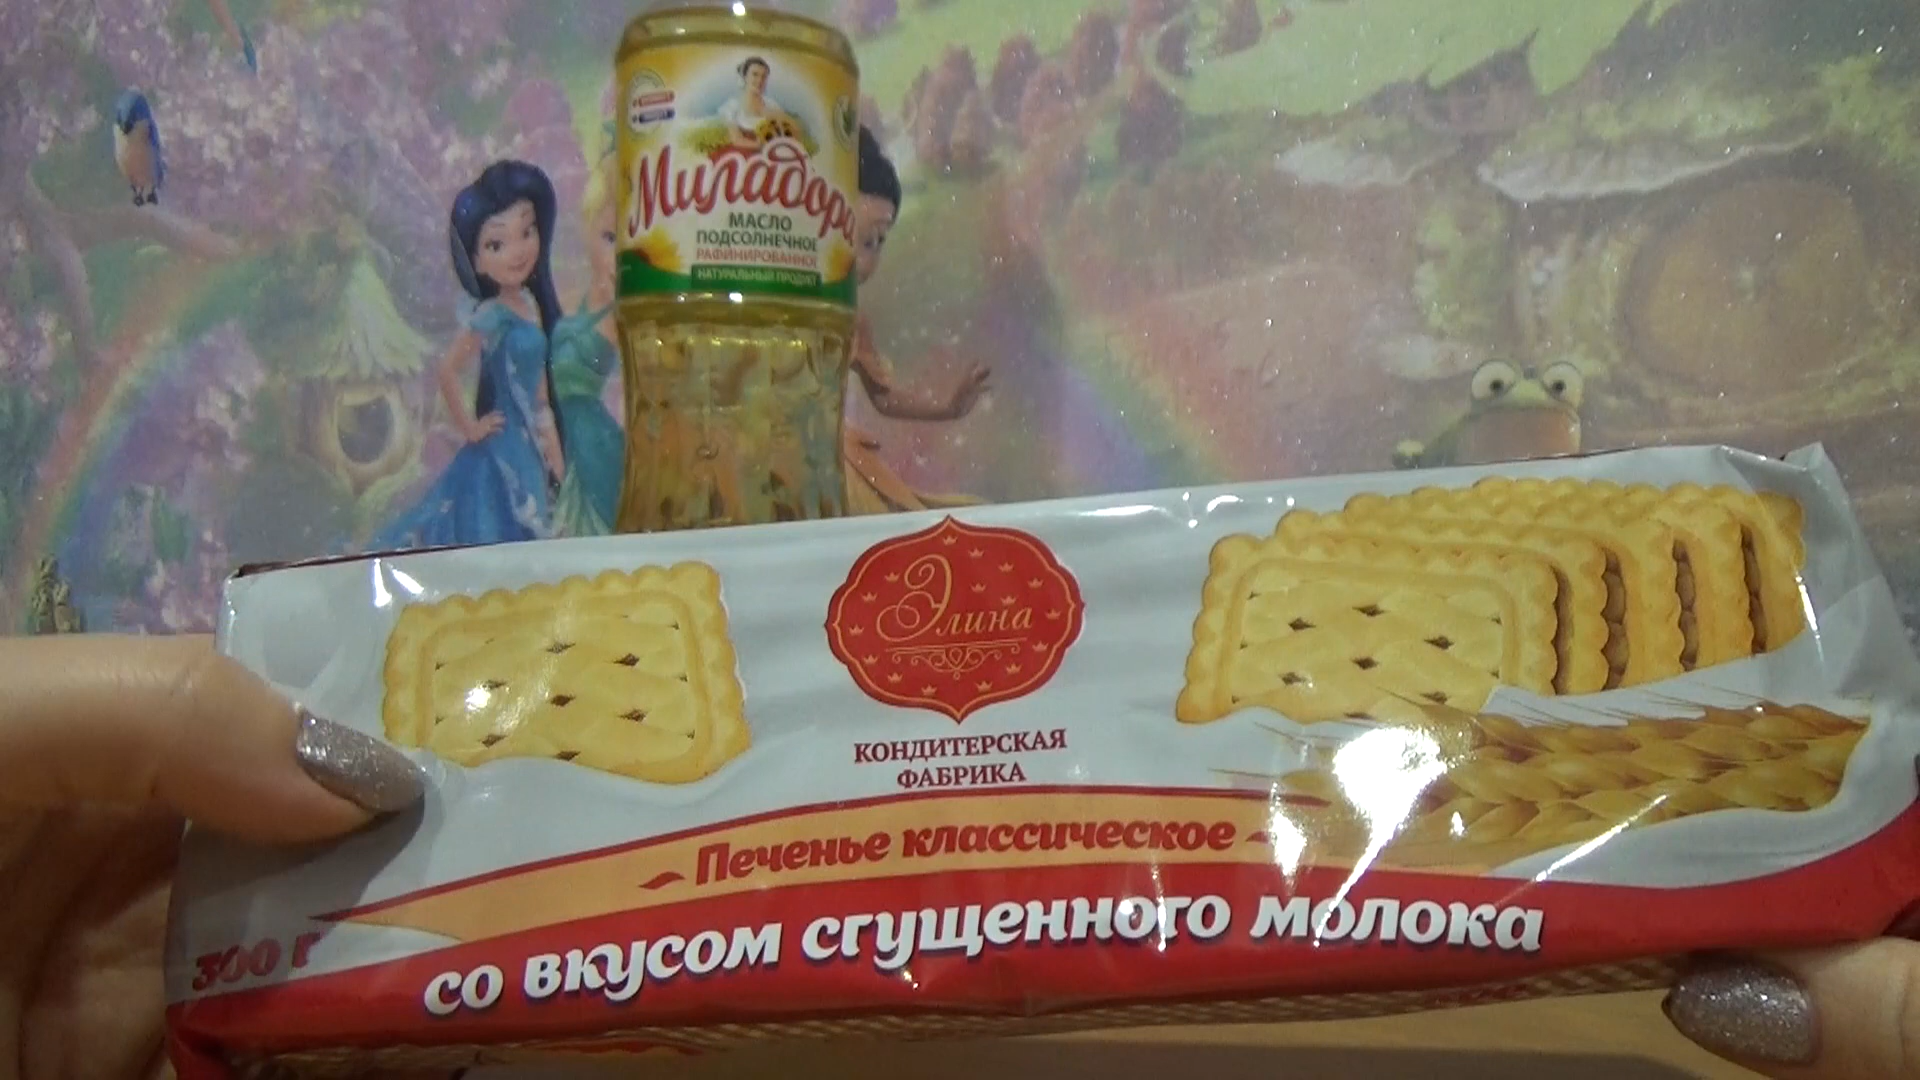 Миладора
МАСЛО
ПОДСОЛНЕЧНОЕ
РАФИНИРОВАННОЕ
НАТУРАЛЬНЫЙ ПРОДУКТ
Элина
КОНДИТЕРСКАЯ
ФАБРИКА
Печенье классическое
300 г
со вкусом сгущенного молока